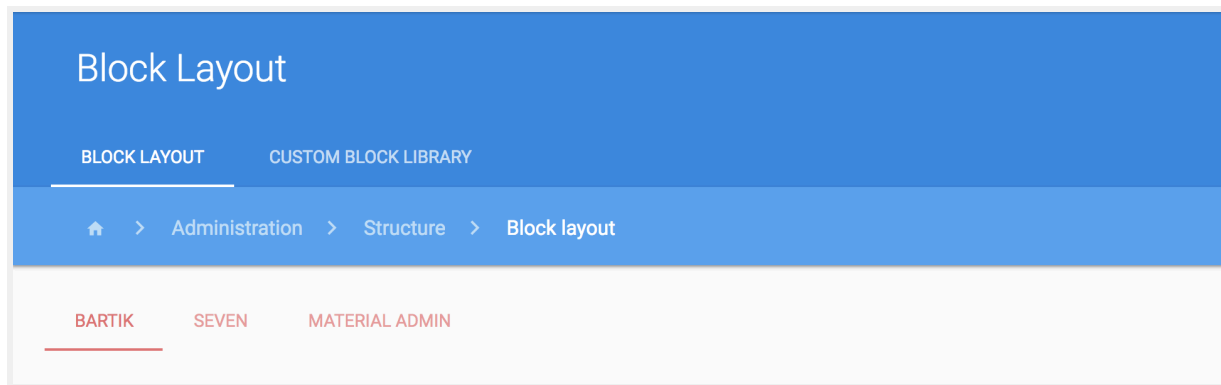 Block Layout
BLOCK LAYOUT CUSTOM BLOCK LIBRARY
Administration > Structure > Block layout
BARTIK SEVEN MATERIAL ADMIN